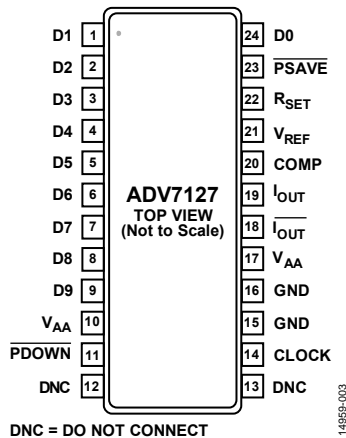 D1 1 24 D0
D2 2 23 PSAVE
D3 3 22 RSET
D4 4 21 VREF
D5 5 20 COMP
D6 6 19 IOUT
D7 7 18 IOUT
D8 8 17 VAA
D9 9 16 GND
VAA 10 15 GND
PDOWN 11 14 CLOCK
DNC 12 13 DNC
ADV7127
TOP VIEW
(Not to Scale)
DNC = DO NOT CONNECT
14959-003